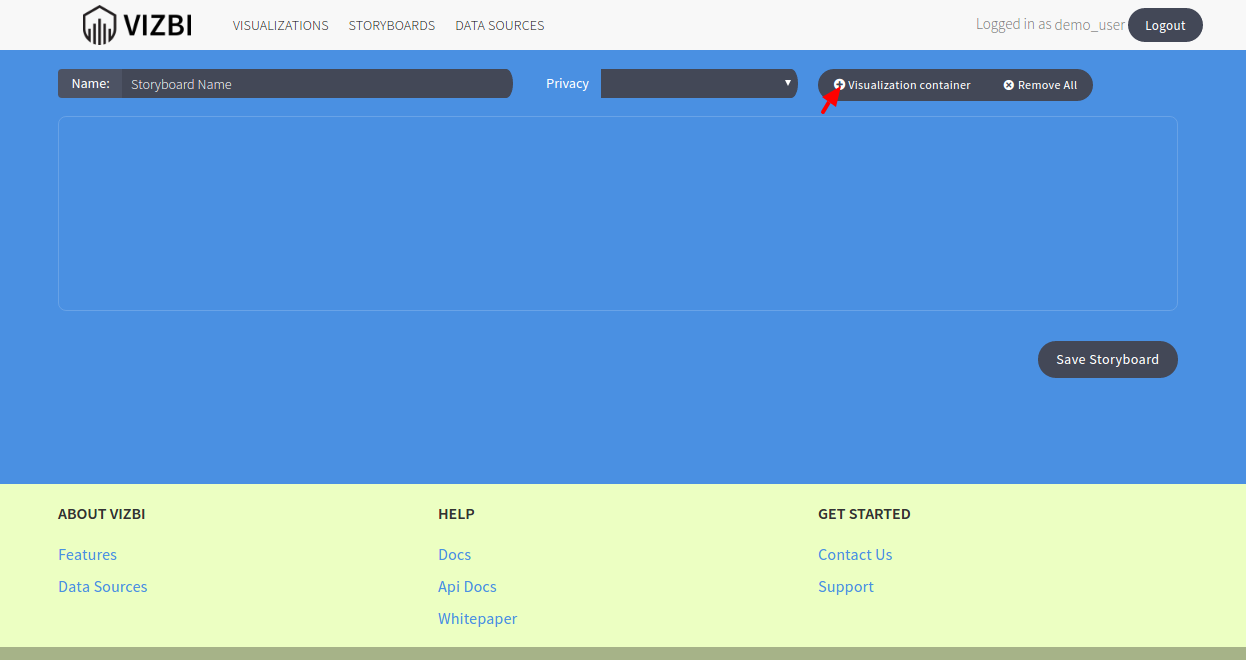 VIZBI VISUALIZATIONS STORYBOARDS DATA SOURCES Logged in as demo_user Logout
Name: Storyboard Name Privacy Visualization container Remove All
Save Storyboard
ABOUT VIZBI HELP GET STARTED
Features Docs Contact Us
Data Sources Api Docs Support
Whitepaper